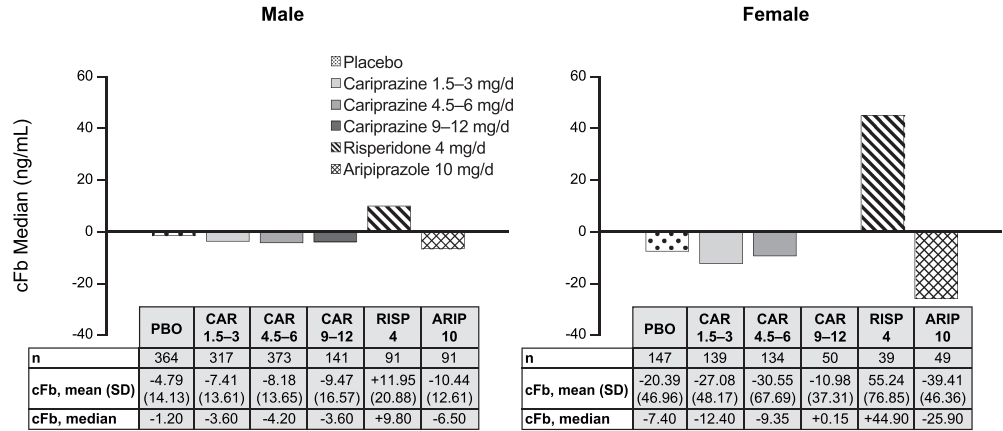 Male
Female
cFb Median (ng/mL)
60
40
20
0
-20
-40
Placebo
Cariprazine 1.5–3 mg/d
Cariprazine 4.5–6 mg/d
Cariprazine 9–12 mg/d
Risperidone 4 mg/d
Aripiprazole 10 mg/d
PBO CAR 1.5–3 CAR 4.5–6 CAR 9–12 RISP 4 ARIP 10
n 364 317 373 141 91 91
cFb, mean (SD) -4.79 (14.13) -7.41 (13.61) -8.18 (13.65) -9.47 (16.57) +11.95 (20.88) -10.44 (12.61)
cFb, median -1.20 -3.60 -4.20 -3.60 +9.80 -6.50
60
40
20
0
-20
-40
PBO CAR 1.5–3 CAR 4.5–6 CAR 9–12 RISP 4 ARIP 10
n 147 139 134 50 39 49
cFb, mean (SD) -20.39 (46.96) -27.08 (48.17) -30.55 (67.69) -10.98 (37.31) 55.24 (76.85) -39.41 (46.36)
cFb, median -7.40 -12.40 -9.35 +0.15 +44.90 -25.90